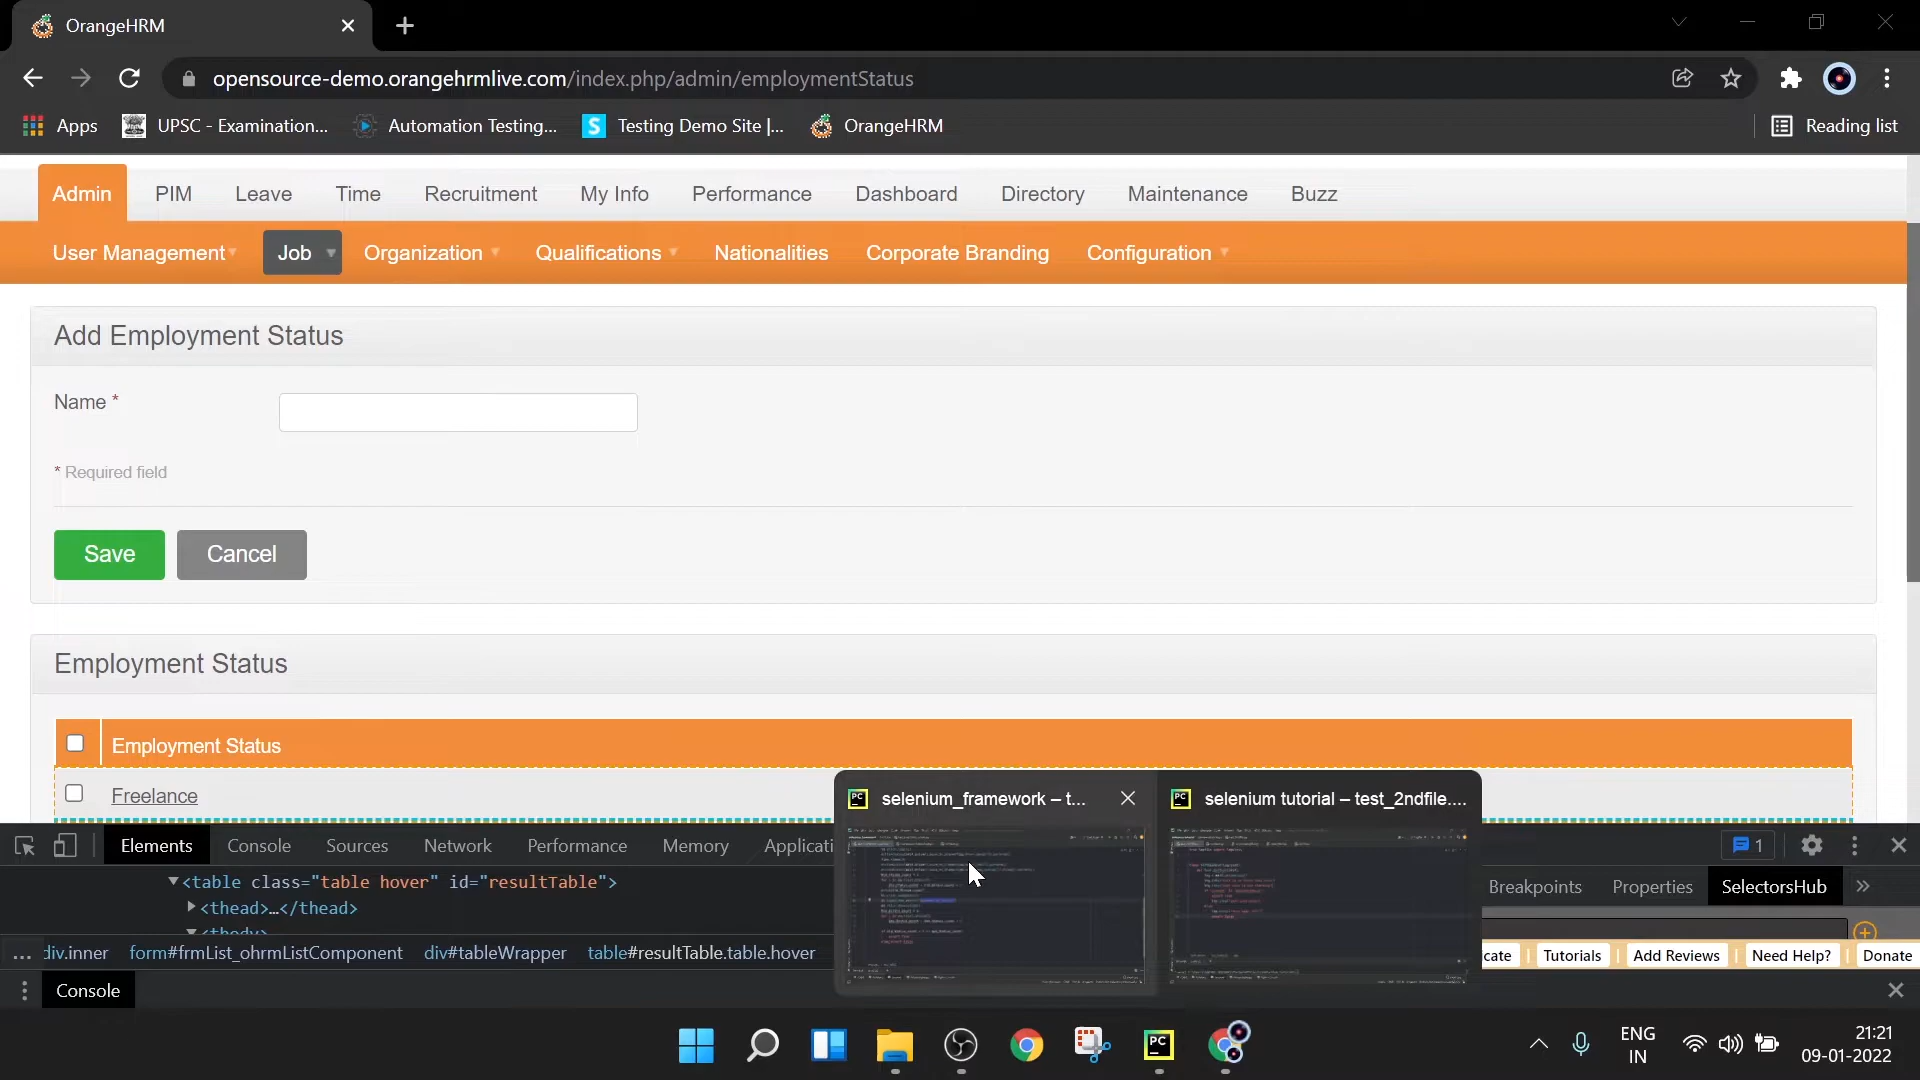 OrangeHRM
opensource-demo.orangehrmlive.com/index.php/admin/employmentStatus
Apps UPSC - Examination... Automation Testing... Testing Demo Site |... OrangeHRM Reading list
Admin PIM Leave Time Recruitment My Info Performance Dashboard Directory Maintenance Buzz
User Management Job Organization Qualifications Nationalities Corporate Branding Configuration
Add Employment Status
Name *
* Required field
Save Cancel
Employment Status
Employment Status
Freelance
PC selenium_framework – t... PC selenium tutorial – test_2ndfile....
Elements Console Sources Network Performance Memory Applicati 1
<table class="table hover" id="resultTable">
Breakpoints Properties SelectorsHub »
<thead>…</thead>
<tbody>
... div.inner form#frmList_ohrmListComponent div#tableWrapper table#resultTable.table.hover
cate | Tutorials | Add Reviews | Need Help? | Donate
Console
PC
ENG
IN
21:21
09-01-2022